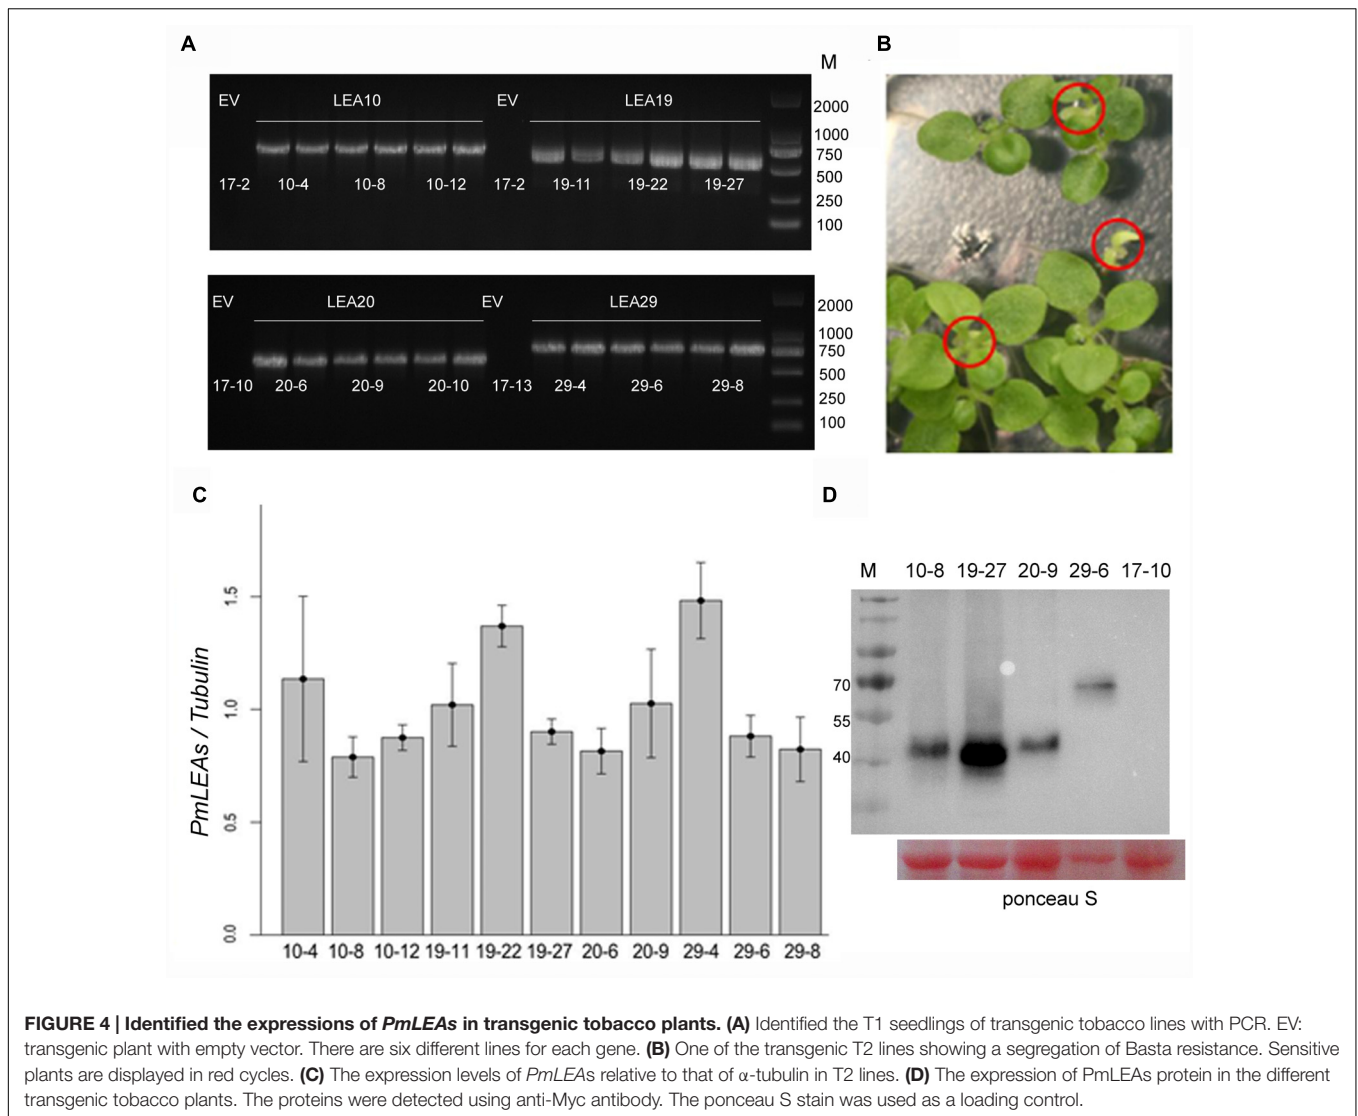 A
B
M
EV LEA10 EV LEA19
2000
1000
750
500
250
100
17-2 10-4 10-8 10-12 17-2 19-11 19-22 19-27
EV LEA20 EV LEA29
2000
1000
750
500
250
100
17-10 20-6 20-9 20-10 17-13 29-4 29-6 29-8
C
PmLEAs / Tubulin
1.5
1.0
0.5
0.0
10-4 10-8 10-12 19-11 19-22 19-27 20-6 20-9 29-4 29-6 29-8
D
M 10-8 19-27 20-9 29-6 17-10
70
55
40
ponceau S
FIGURE 4 | Identified the expressions of PmLEAs in transgenic tobacco plants. (A) Identified the T1 seedlings of transgenic tobacco lines with PCR. EV:
transgenic plant with empty vector. There are six different lines for each gene. (B) One of the transgenic T2 lines showing a segregation of Basta resistance. Sensitive
plants are displayed in red cycles. (C) The expression levels of PmLEAs relative to that of α-tubulin in T2 lines. (D) The expression of PmLEAs protein in the different
transgenic tobacco plants. The proteins were detected using anti-Myc antibody. The ponceau S stain was used as a loading control.